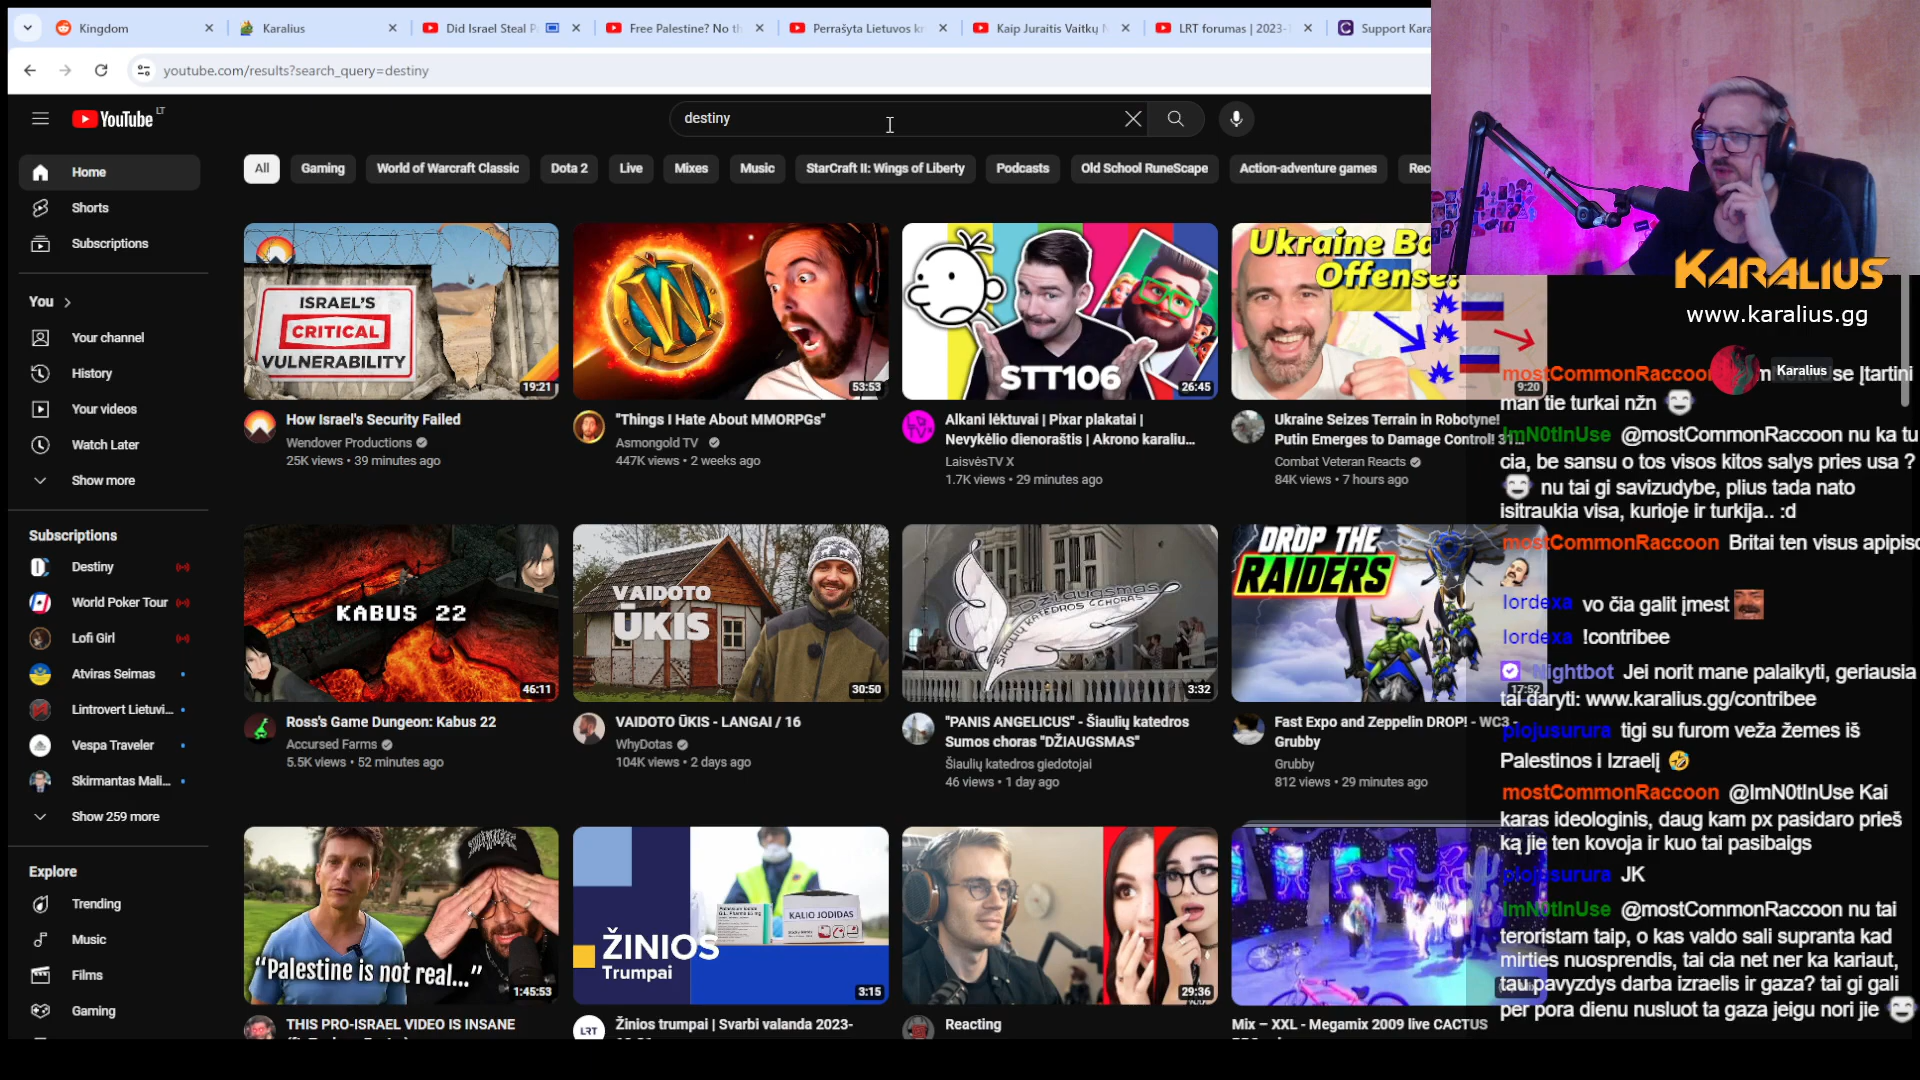 Kingdom
Karalius
Did Israel Steal P
Free Palestine? No th
Perrašyta Lietuvos kr
Kaip Juraitis Vaitkų N
LRT forumas | 2023-1
Support Kara
youtube.com/results?search_query=destiny
YouTube
LT
destiny
Home
Shorts
Subscriptions
You
Your channel
History
Your videos
Watch Later
Show more
Subscriptions
Destiny
World Poker Tour
Lofi Girl
Atviras Seimas
Lintrovert Lietuvi...
Vespa Traveler
Skirmantas Mali...
Show 259 more
Explore
Trending
Music
Films
Gaming
All
Gaming
World of Warcraft Classic
Dota 2
Live
Mixes
Music
StarCraft II: Wings of Liberty
Podcasts
Old School RuneScape
Action-adventure games
Rec
ISRAEL'S
CRITICAL
VULNERABILITY
19:21
How Israel's Security Failed
Wendover Productions
25K views • 39 minutes ago
W
53:53
"Things I Hate About MMORPGs"
Asmongold TV
447K views • 2 weeks ago
STT106
26:45
Alkani lėktuvai | Pixar plakatai |
Nevykėlio dienoraštis | Akrono karaliu...
LaisvėsTV X
1.7K views • 29 minutes ago
Ukraine Ba
Offense!
9:20
Ukraine Seizes Terrain in Robotyne!
Putin Emerges to Damage Control! 31...
Combat Veteran Reacts
84K views • 7 hours ago
KABUS 22
46:11
Ross's Game Dungeon: Kabus 22
Accursed Farms
5.5K views • 52 minutes ago
VAIDOTO
ŪKIS
30:50
VAIDOTO ŪKIS - LANGAI / 16
WhyDotas
104K views • 2 days ago
Džiaugsmas
ŠIAULIŲ KATEDROS CHORAS
3:32
"PANIS ANGELICUS" - Šiaulių katedros
Sumos choras "DŽIAUGSMAS"
Šiaulių katedros giedotojai
46 views • 1 day ago
DROP THE
RAIDERS
17:52
Fast Expo and Zeppelin DROP! - WC3 -
Grubby
Grubby
812 views • 29 minutes ago
"Palestine is not real..."
1:45:53
THIS PRO-ISRAEL VIDEO IS INSANE
KALIO JODIDAS
ŽINIOS
Trumpai
3:15
LRT
Žinios trumpai | Svarbi valanda 2023-
29:36
Reacting
Mix – XXL - Megamix 2009 live CACTUS
KARALIUS
www.karalius.gg
Karalius
mostCommonRaccoon
se Įtartini
man tie turkai nžn
ImN0tInUse @mostCommonRaccoon nu ka tu
cia, be sansu o tos visos kitos salys pries usa ?
nu tai gi savizudybe, plius tada nato
isitraukia visa, kurioje ir turkija.. :d
mostCommonRaccoon Britai ten visus apipiso
lordexa vo čia galit įmest
lordexa !contribee
Nightbot Jei norit mane palaikyti, geriausia
tai daryti: www.karalius.gg/contribee
plojusurura tigi su furom veža žemes iš
Palestinos i Izraelį
mostCommonRaccoon @ImN0tInUse Kai
karas ideologinis, daug kam px pasidaro prieš
ką jie ten kovoja ir kuo tai pasibaigs
plojusurura JK
ImN0tInUse @mostCommonRaccoon nu tai
teroristam taip, o kas valdo sali supranta kad
mirties nuosprendis, tai cia net ner ka kariaut,
tau pavyzdys darba izraelis ir gaza? tai gi gali
per pora dienu nusluot ta gaza jeigu nori jie